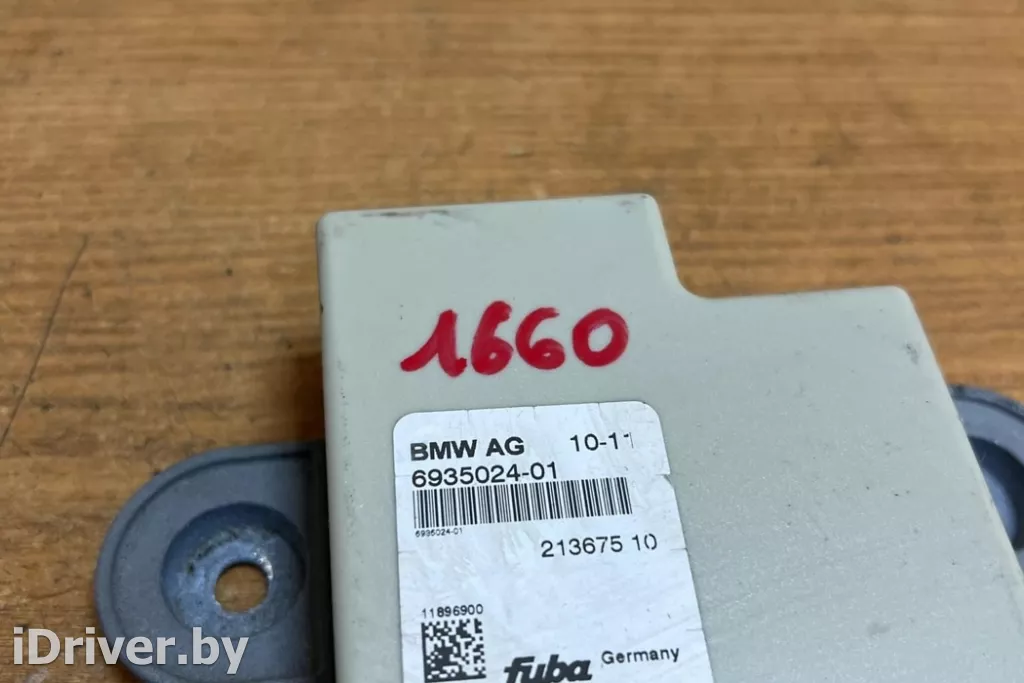 1660
BMW AG 10-11
6935024-01
6935024-01
213675 10
11896900
fuba Germany
iDriver.by